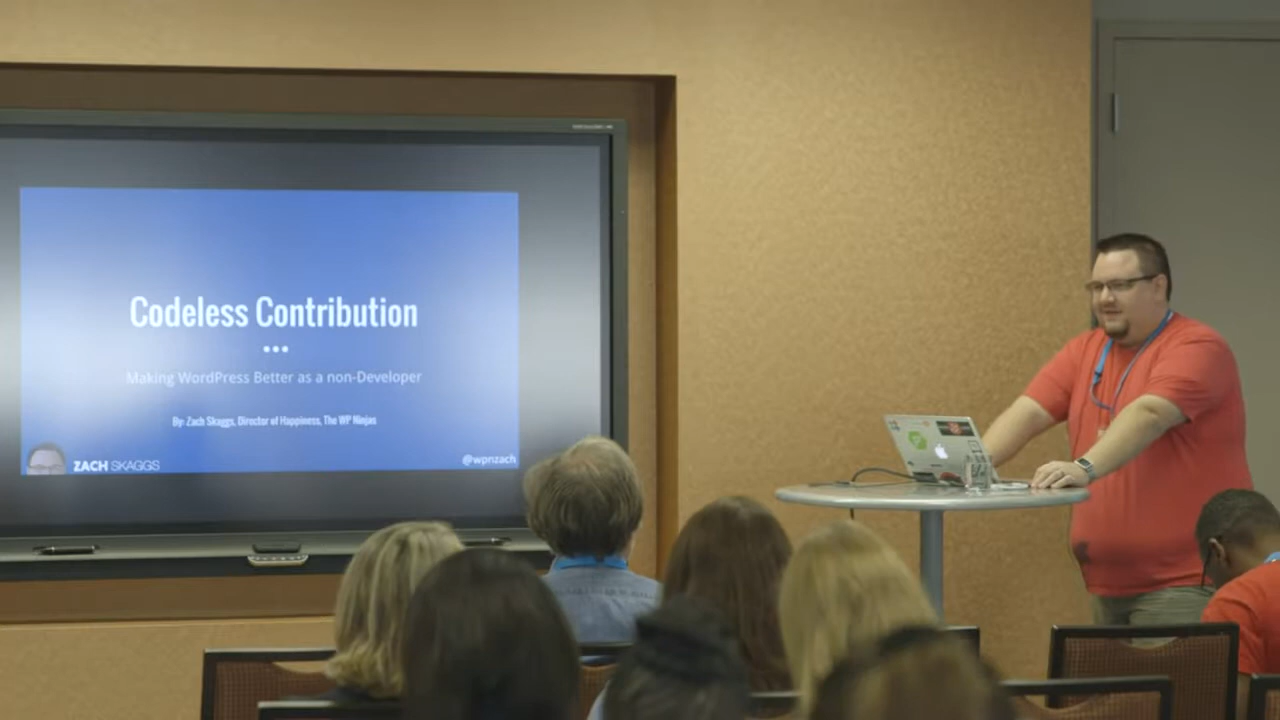 Codeless Contribution
Making WordPress Better as a non-Developer
By: Zach Skaggs, Director of Happiness, The WP Ninjas
ZACH SKAGGS
@wpnzach